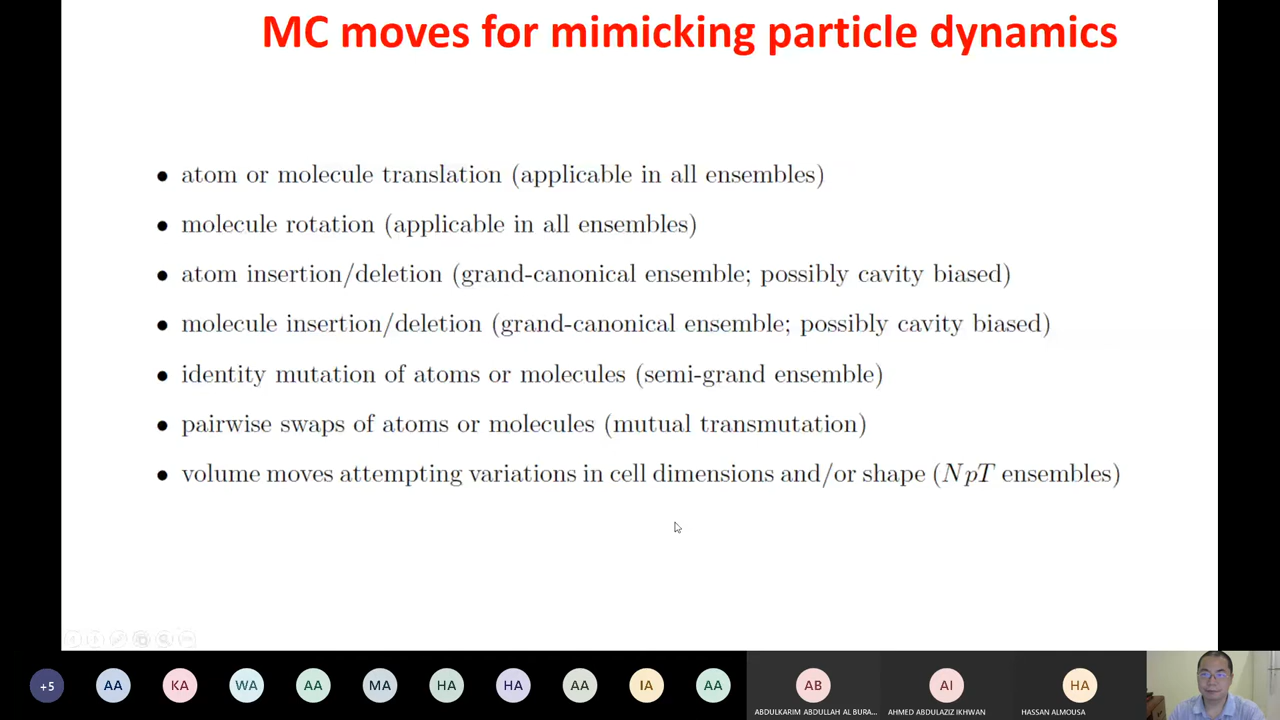 MC moves for mimicking particle dynamics
• atom or molecule translation (applicable in all ensembles)
• molecule rotation (applicable in all ensembles)
• atom insertion/deletion (grand-canonical ensemble; possibly cavity biased)
• molecule insertion/deletion (grand-canonical ensemble; possibly cavity biased)
• identity mutation of atoms or molecules (semi-grand ensemble)
• pairwise swaps of atoms or molecules (mutual transmutation)
• volume moves attempting variations in cell dimensions and/or shape (NpT ensembles)
+5 AA KA WA AA MA HA HA AA IA AA AB AI HA
ABDULKARIM ABDULLAH AL BURA... AHMED ABDULAZIZ IKHWAN HASSAN ALMOUSA